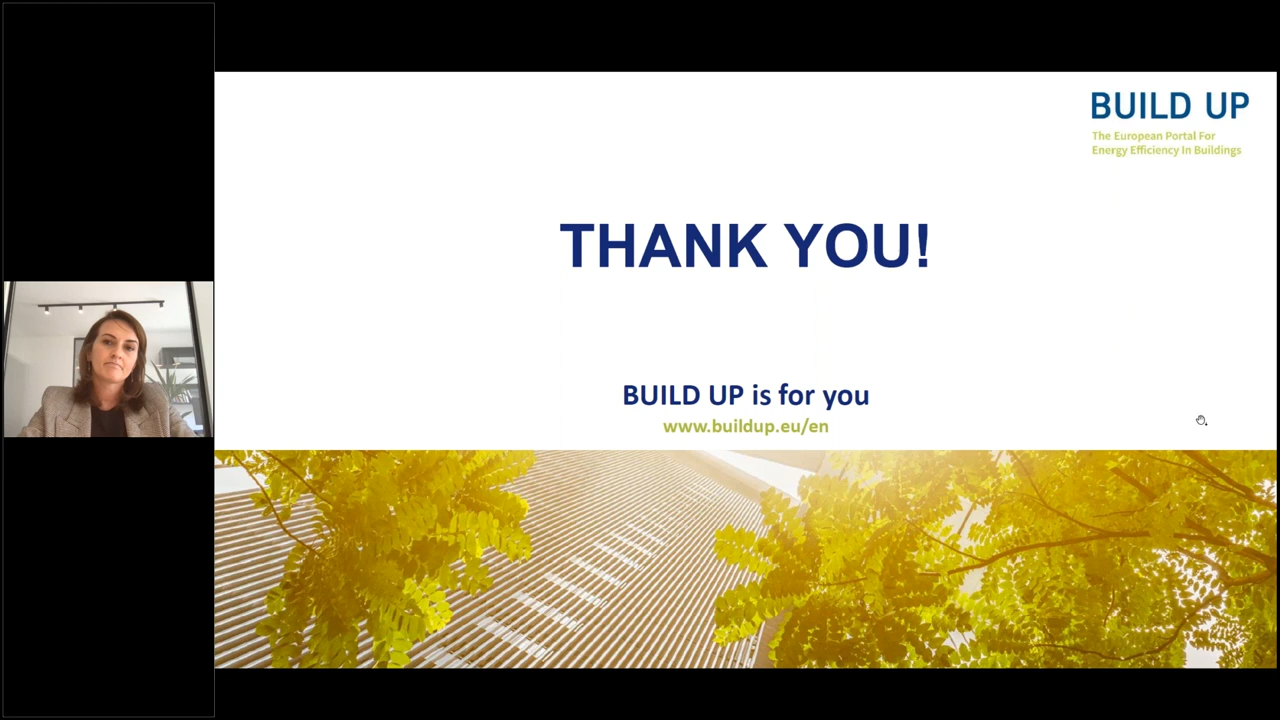 BUILD UP
The European Portal For
Energy Efficiency In Buildings
THANK YOU!
BUILD UP is for you
www.buildup.eu/en